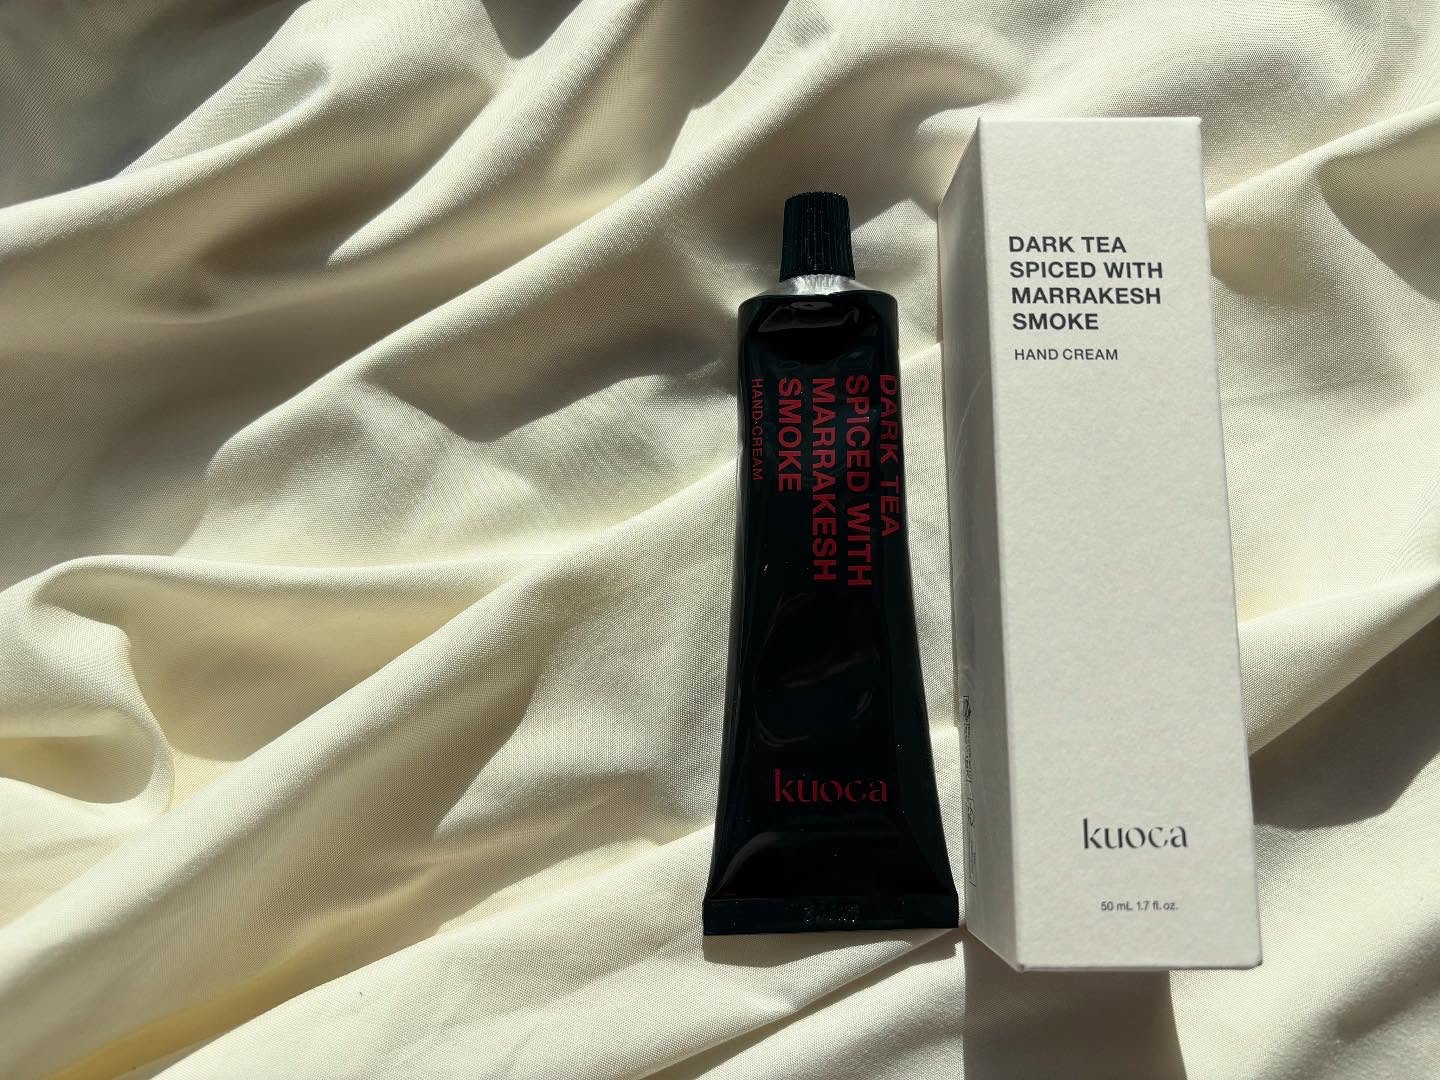 DARK TEA
SPICED WITH
MARRAKESH
SMOKE
HAND CREAM
kuoca
DARK TEA
SPICED WITH
MARRAKESH
SMOKE
HAND CREAM
kuoca
50 mL 1.7 fl. oz.